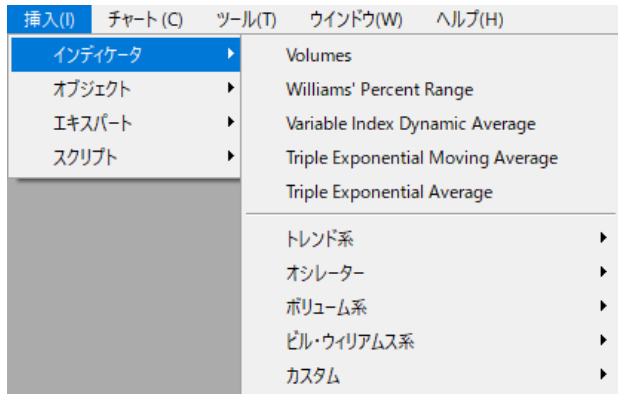 挿入(I) チャート (C) ツール(T) ウインドウ(W) ヘルプ(H)
インディケータ
オブジェクト
エキスパート
スクリプト
Volumes
Williams' Percent Range
Variable Index Dynamic Average
Triple Exponential Moving Average
Triple Exponential Average
トレンド系
オシレーター
ボリューム系
ビル・ウィリアムス系
カスタム